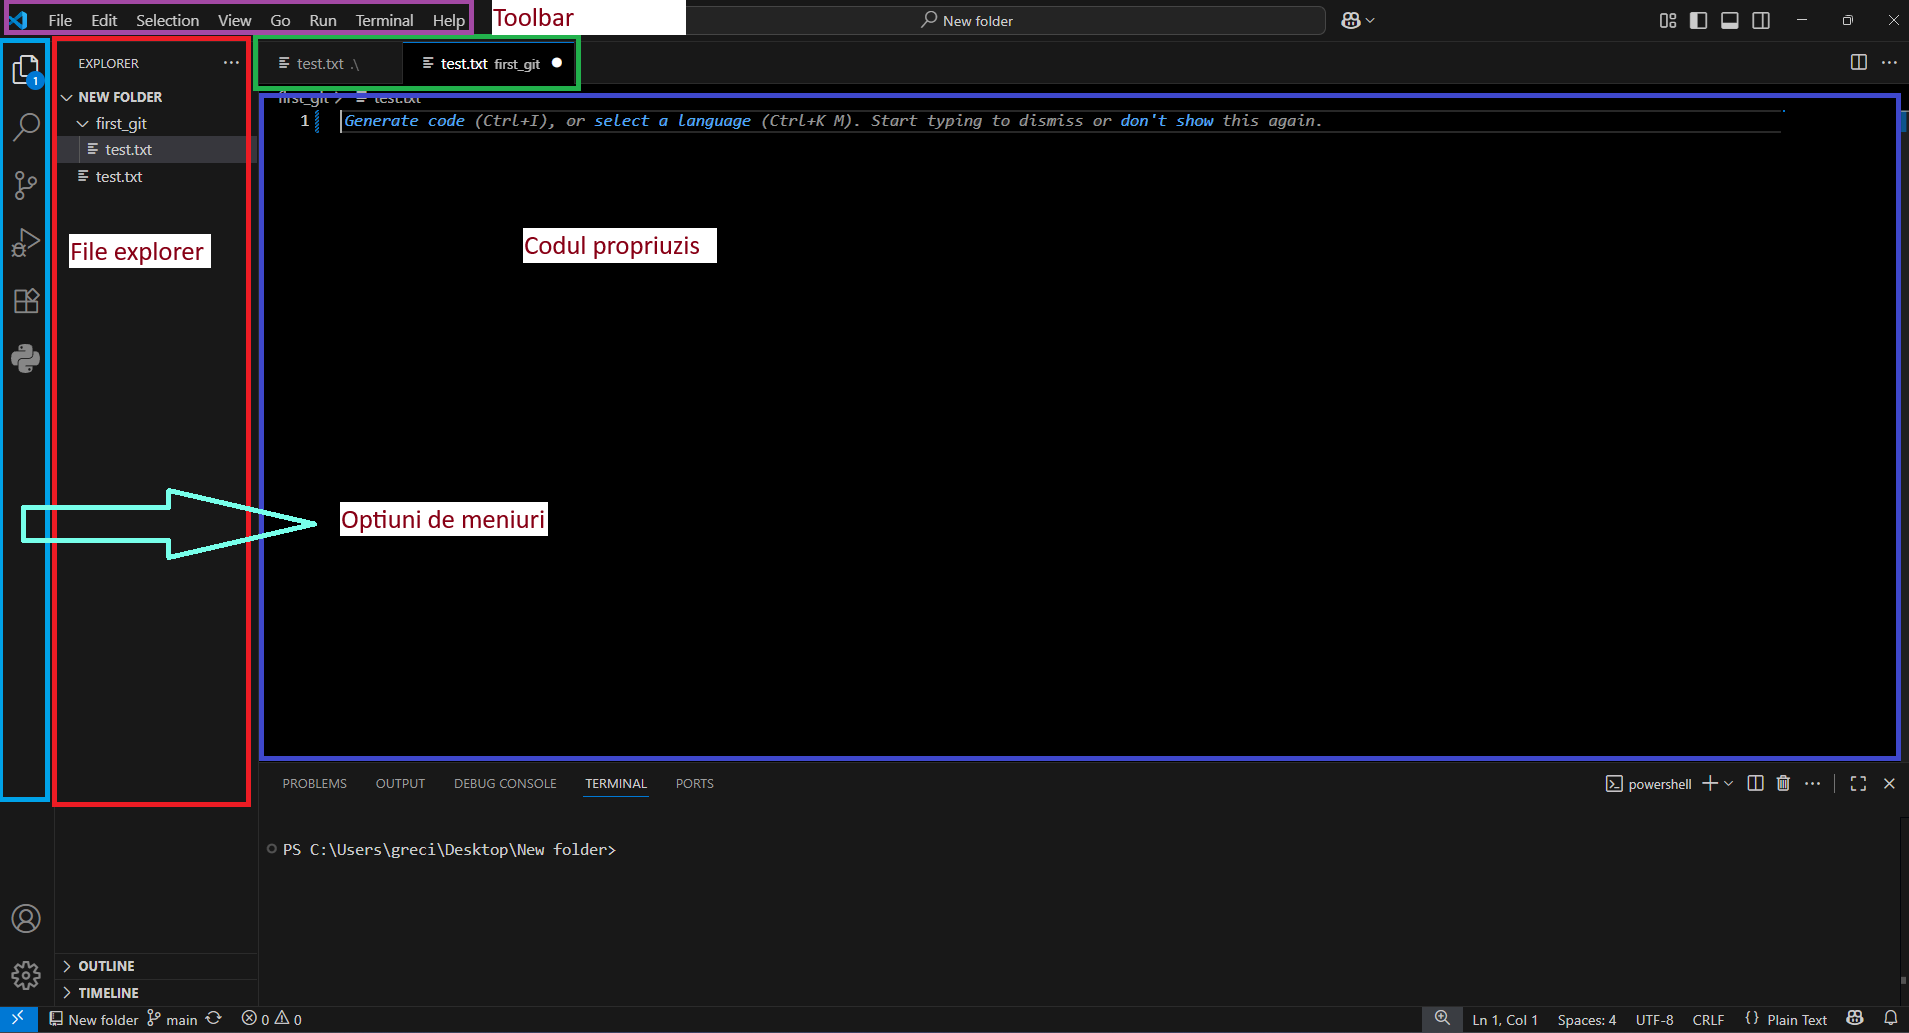 File Edit Selection View Go Run Terminal Help Toolbar New folder
EXPLORER
test.txt .\ test.txt first_git
1
NEW FOLDER
first_git
test.txt
test.txt
first_git > test.txt
1 Generate code (Ctrl+I), or select a language (Ctrl+K M). Start typing to dismiss or don't show this again.
File explorer
Codul propriuzis
Optiuni de meniuri
PROBLEMS OUTPUT DEBUG CONSOLE TERMINAL PORTS powershell
PS C:\Users\greci\Desktop\New folder>
OUTLINE
TIMELINE
New folder main 0 0 Ln 1, Col 1 Spaces: 4 UTF-8 CRLF {} Plain Text